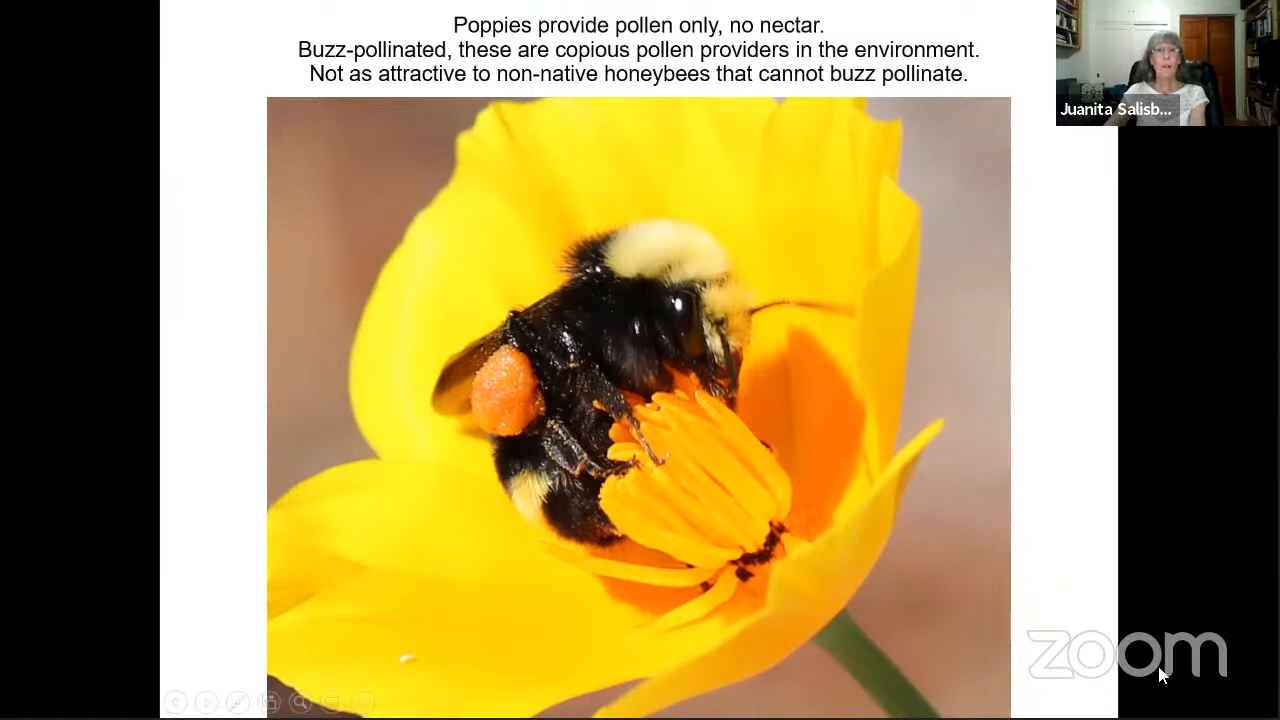 Poppies provide pollen only, no nectar.
Buzz-pollinated, these are copious pollen providers in the environment.
Not as attractive to non-native honeybees that cannot buzz pollinate.
Juanita Salisb...
zoom